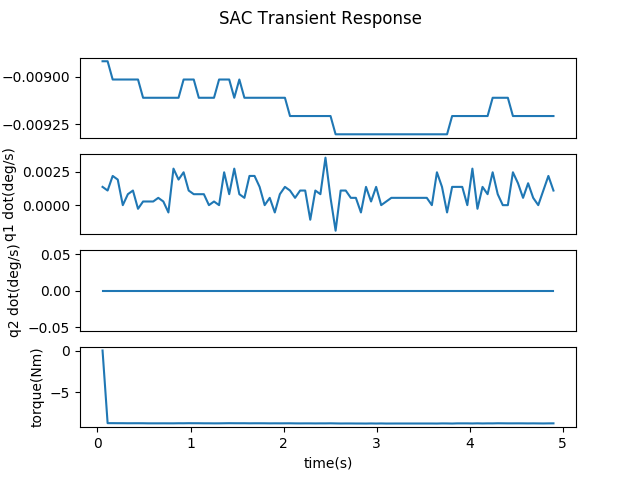 SAC Transient Response
−0.00900
−0.00925
q1 dot(deg/s)
0.0025
0.0000
q2 dot(deg/s)
0.05
0.00
−0.05
torque(Nm)
0
−5
0 1 2 3 4 5
time(s)